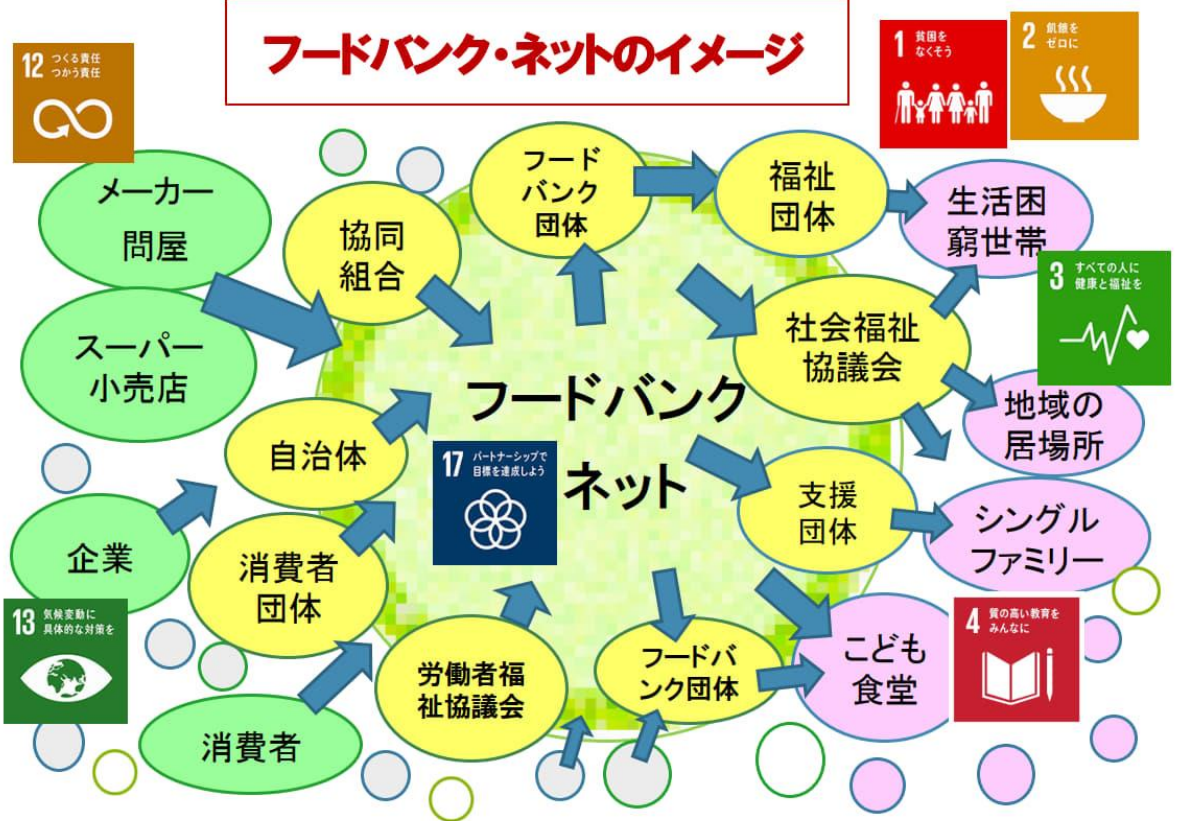 フードバンク・ネットのイメージ
12 つくる責任
つかう責任
1 貧困を
なくそう
2 飢餓を
ゼロに
メーカー
問屋
協同
組合
フード
バンク
団体
福祉
団体
生活困
窮世帯
3 すべての人に
健康と福祉を
スーパー
小売店
社会福祉
協議会
フードバンク
ネット
地域の
居場所
自治体
17 パートナーシップで
目標を達成しよう
支援
団体
シングル
ファミリー
企業
消費者
団体
13 気候変動に
具体的な対策を
4 質の高い教育を
みんなに
労働者福
祉協議会
フードバ
ンク団体
こども
食堂
消費者